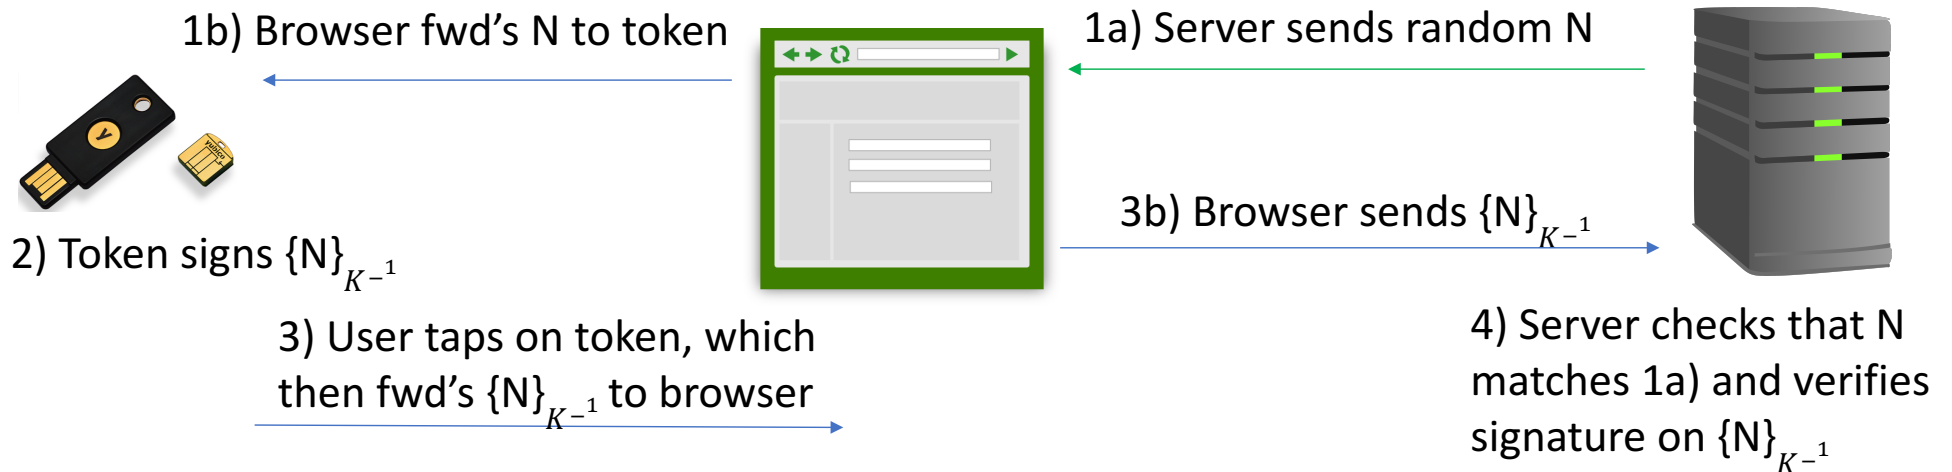 1b) Browser fwd's N to token
1a) Server sends random N
y
yubico
3b) Browser sends {N}_{K^{-1}}
2) Token signs {N}_{K^{-1}}
3) User taps on token, which
then fwd's {N}_{K^{-1}} to browser
4) Server checks that N
matches 1a) and verifies
signature on {N}_{K^{-1}}